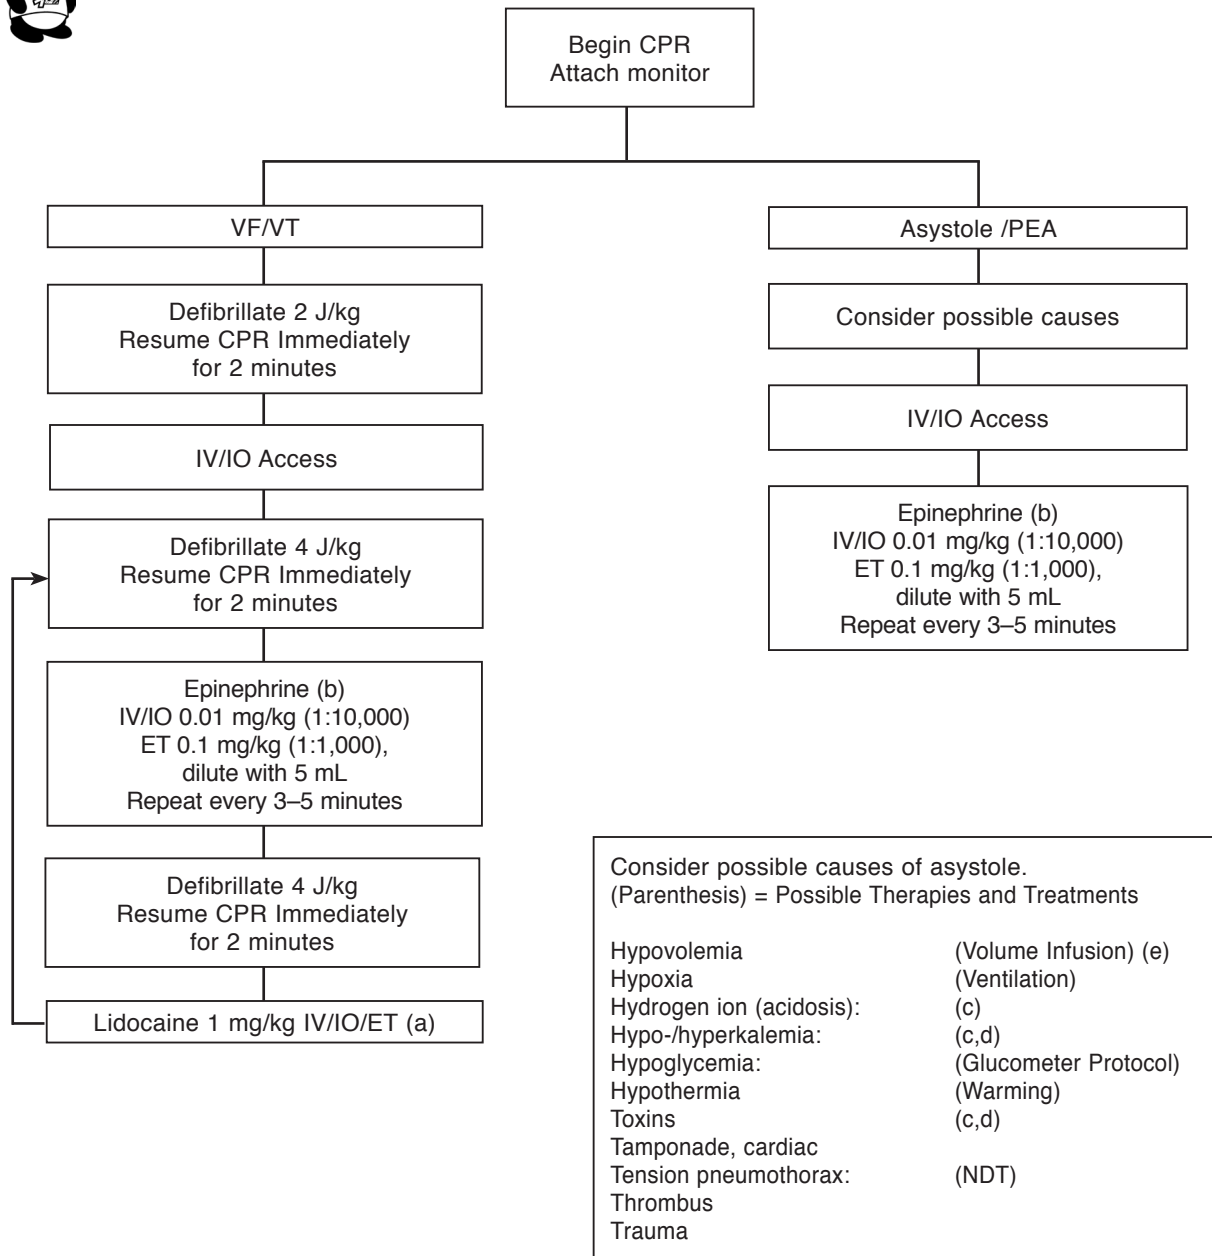 Begin CPR
Attach monitor
VF/VT
Defibrillate 2 J/kg
Resume CPR Immediately
for 2 minutes
IV/IO Access
Defibrillate 4 J/kg
Resume CPR Immediately
for 2 minutes
Epinephrine (b)
IV/IO 0.01 mg/kg (1:10,000)
ET 0.1 mg/kg (1:1,000),
dilute with 5 mL
Repeat every 3–5 minutes
Defibrillate 4 J/kg
Resume CPR Immediately
for 2 minutes
Lidocaine 1 mg/kg IV/IO/ET (a)
Asystole /PEA
Consider possible causes
IV/IO Access
Epinephrine (b)
IV/IO 0.01 mg/kg (1:10,000)
ET 0.1 mg/kg (1:1,000),
dilute with 5 mL
Repeat every 3–5 minutes
Consider possible causes of asystole.
(Parenthesis) = Possible Therapies and Treatments
Hypovolemia (Volume Infusion) (e)
Hypoxia (Ventilation)
Hydrogen ion (acidosis): (c)
Hypo-/hyperkalemia: (c,d)
Hypoglycemia: (Glucometer Protocol)
Hypothermia (Warming)
Toxins (c,d)
Tamponade, cardiac
Tension pneumothorax: (NDT)
Thrombus
Trauma